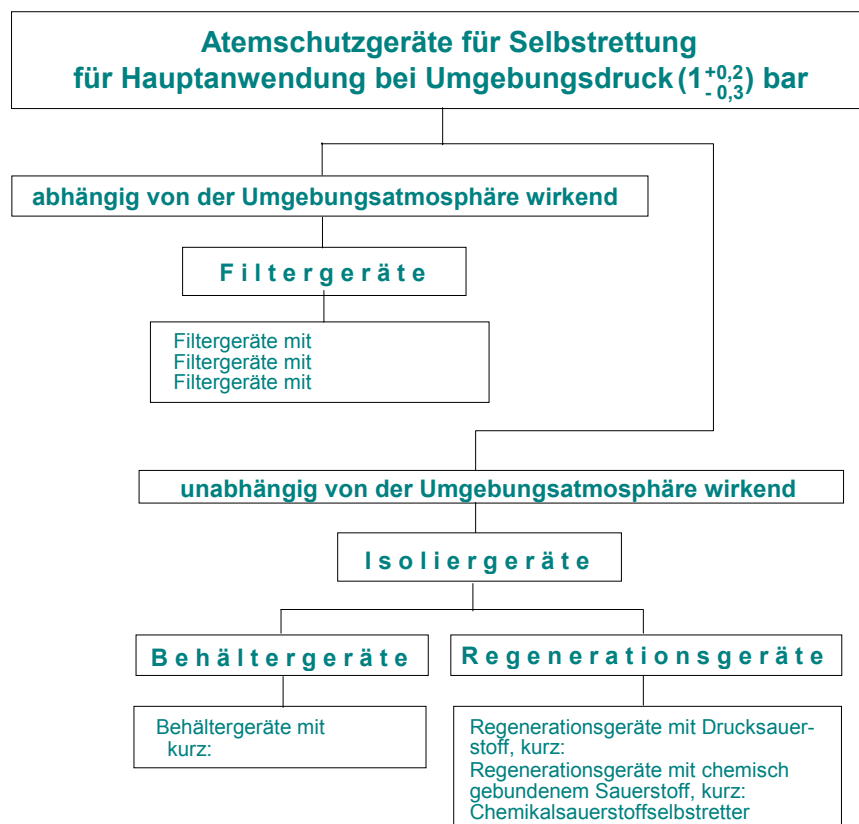 Atemschutzgeräte für Selbstrettung
für Hauptanwendung bei Umgebungsdruck (1 +0,2 - 0,3) bar
abhängig von der Umgebungsatmosphäre wirkend
Filtergeräte
Filtergeräte mit
Filtergeräte mit
Filtergeräte mit
unabhängig von der Umgebungsatmosphäre wirkend
Isoliergeräte
Behältergeräte
Behältergeräte mit
kurz:
Regenerationsgeräte
Regenerationsgeräte mit Drucksauer-
stoff, kurz:
Regenerationsgeräte mit chemisch
gebundenem Sauerstoff, kurz:
Chemikalsauerstoffselbstretter